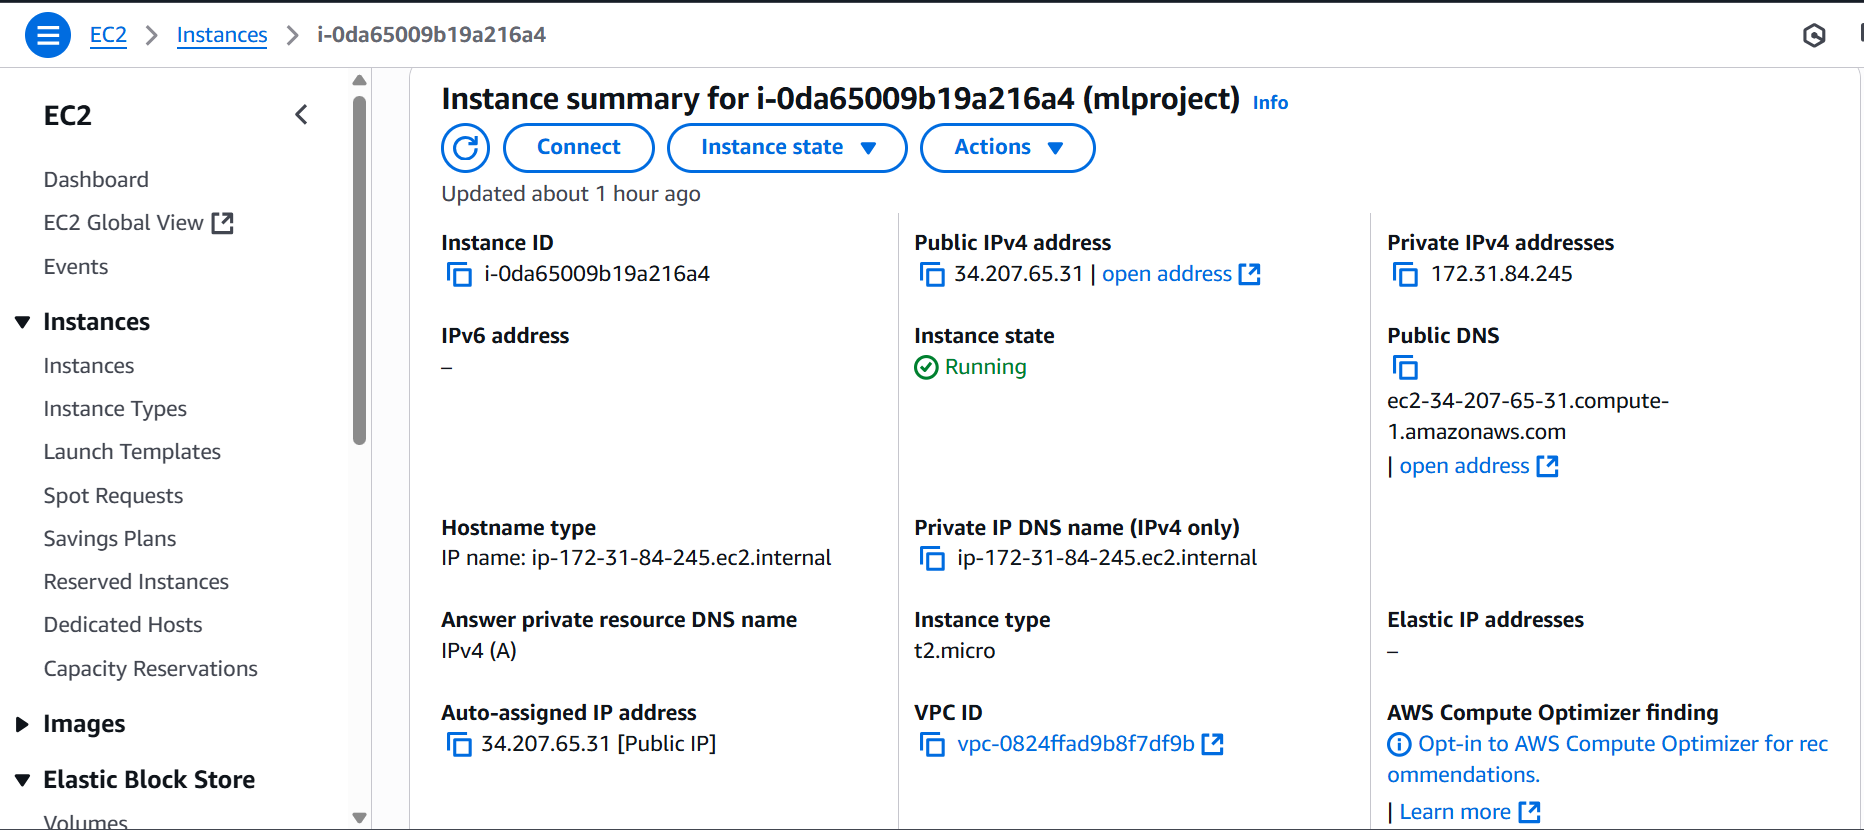 EC2 > Instances > i-0da65009b19a216a4
EC2
Dashboard
EC2 Global View
Events
Instances
Instances
Instance Types
Launch Templates
Spot Requests
Savings Plans
Reserved Instances
Dedicated Hosts
Capacity Reservations
Images
Elastic Block Store
Volumes
Instance summary for i-0da65009b19a216a4 (mlproject) Info
Connect
Instance state
Actions
Updated about 1 hour ago
Instance ID
i-0da65009b19a216a4
Public IPv4 address
34.207.65.31 | open address
Private IPv4 addresses
172.31.84.245
IPv6 address
–
Instance state
Running
Public DNS
ec2-34-207-65-31.compute-
1.amazonaws.com
| open address
Hostname type
IP name: ip-172-31-84-245.ec2.internal
Private IP DNS name (IPv4 only)
ip-172-31-84-245.ec2.internal
Answer private resource DNS name
IPv4 (A)
Instance type
t2.micro
Elastic IP addresses
–
Auto-assigned IP address
34.207.65.31 [Public IP]
VPC ID
vpc-0824ffad9b8f7df9b
AWS Compute Optimizer finding
Opt-in to AWS Compute Optimizer for rec
ommendations.
| Learn more